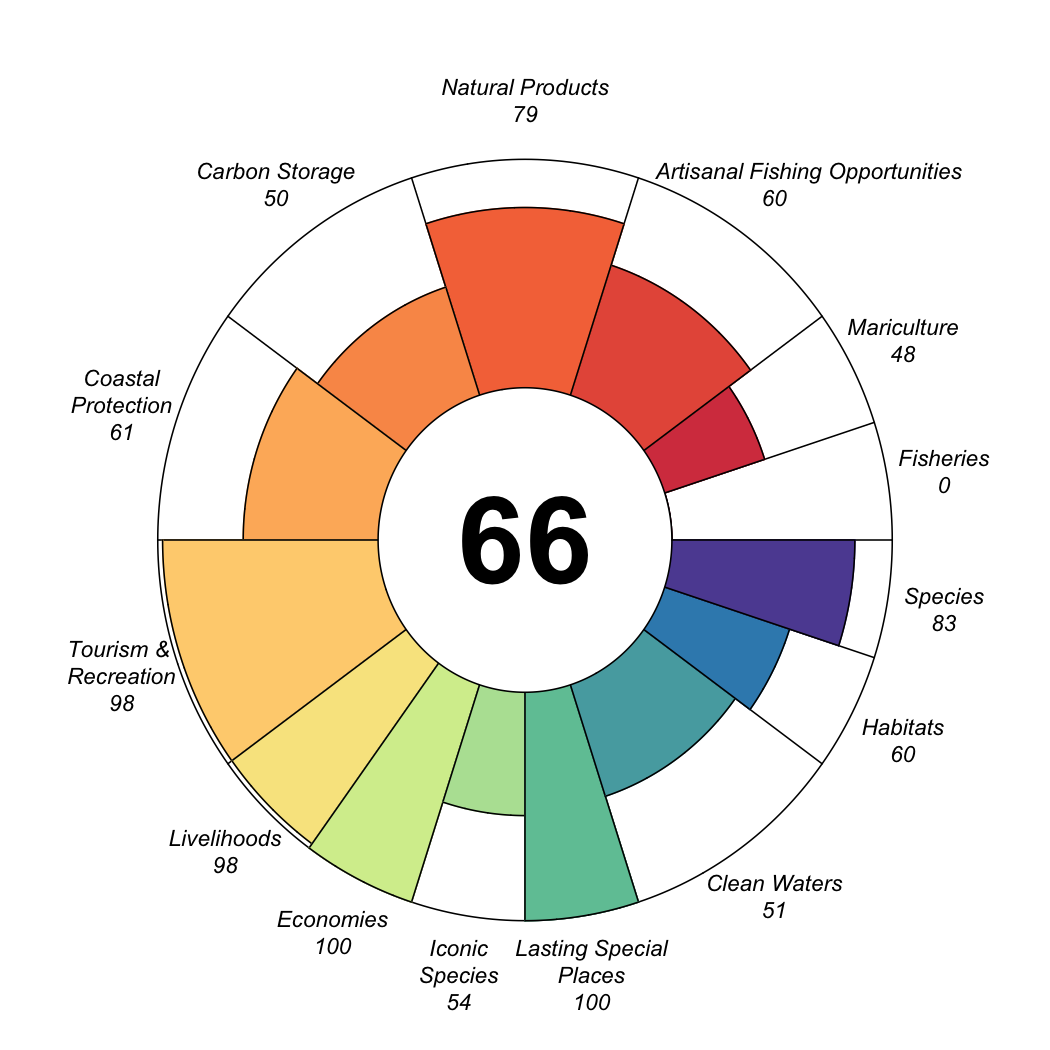 Natural Products
79
Artisanal Fishing Opportunities
60
Carbon Storage
50
Mariculture
48
Coastal
Protection
61
Fisheries
0
66
Species
83
Tourism &
Recreation
98
Habitats
60
Livelihoods
98
Clean Waters
51
Economies
100
Iconic
Species
54
Lasting Special
Places
100